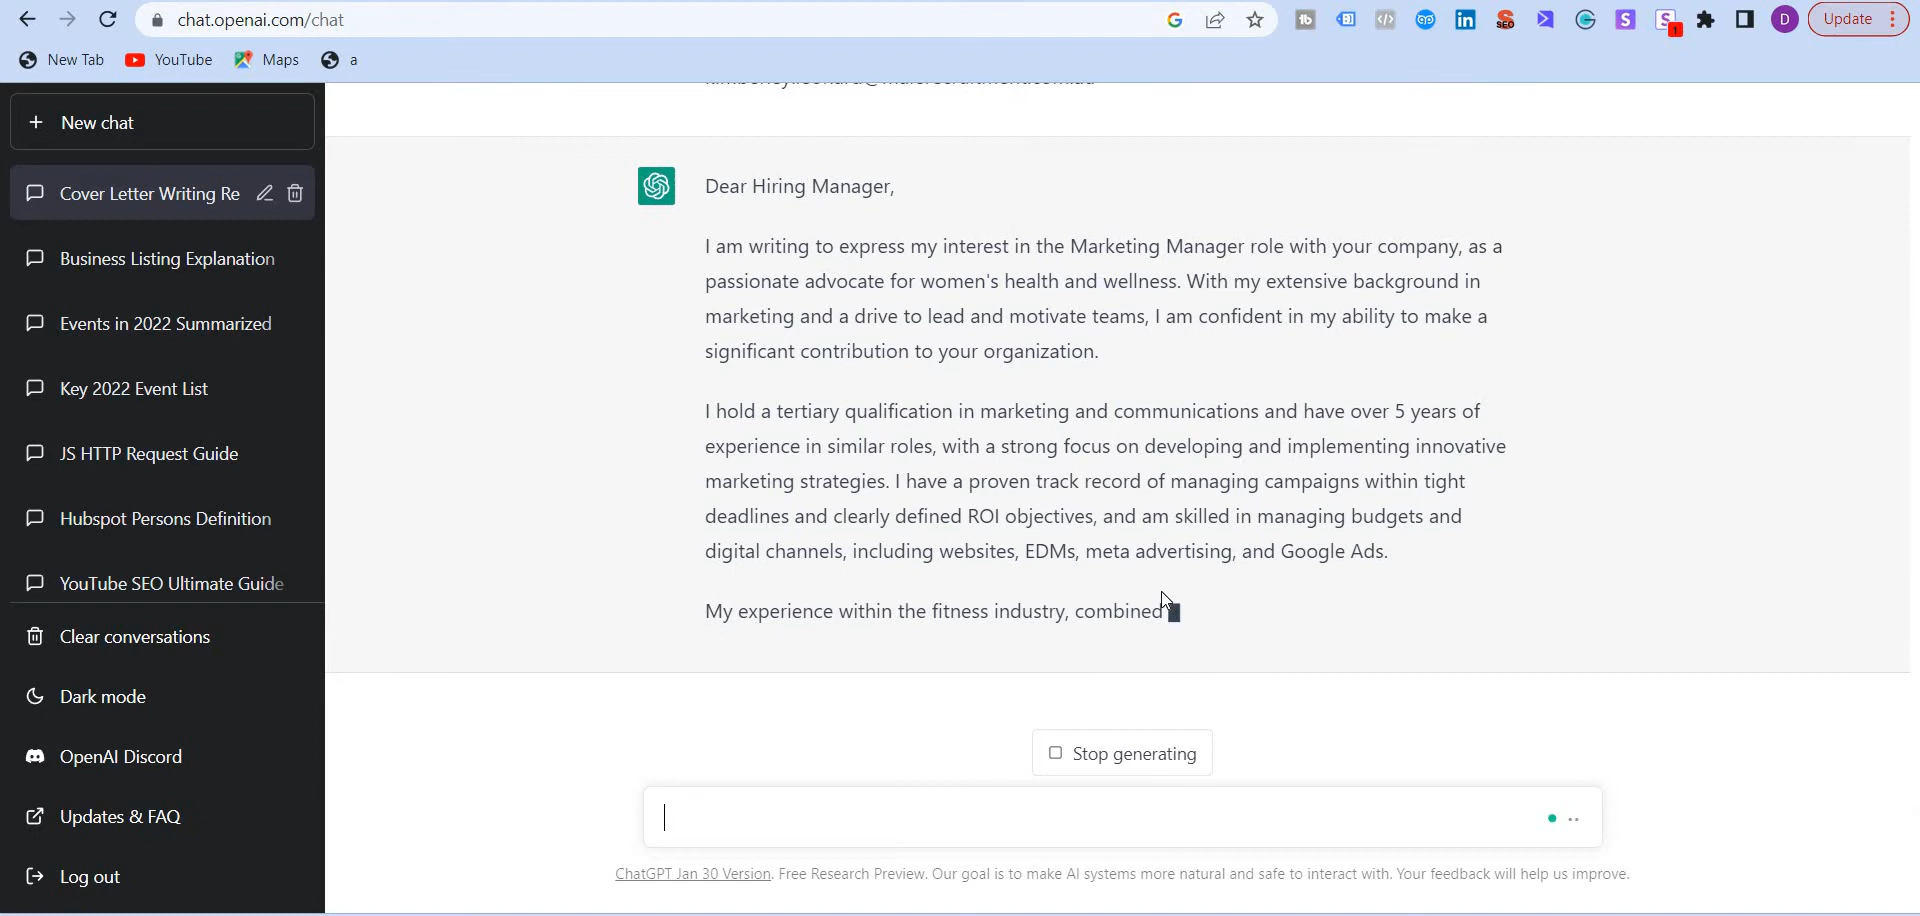 chat.openai.com/chat
Update
New Tab
YouTube
Maps
a
New chat
Cover Letter Writing Re
Business Listing Explanation
Events in 2022 Summarized
Key 2022 Event List
JS HTTP Request Guide
Hubspot Persons Definition
YouTube SEO Ultimate Guide
Clear conversations
Dark mode
OpenAI Discord
Updates & FAQ
Log out
Dear Hiring Manager,
I am writing to express my interest in the Marketing Manager role with your company, as a
passionate advocate for women's health and wellness. With my extensive background in
marketing and a drive to lead and motivate teams, I am confident in my ability to make a
significant contribution to your organization.
I hold a tertiary qualification in marketing and communications and have over 5 years of
experience in similar roles, with a strong focus on developing and implementing innovative
marketing strategies. I have a proven track record of managing campaigns within tight
deadlines and clearly defined ROI objectives, and am skilled in managing budgets and
digital channels, including websites, EDMs, meta advertising, and Google Ads.
My experience within the fitness industry, combined
Stop generating
ChatGPT Jan 30 Version. Free Research Preview. Our goal is to make AI systems more natural and safe to interact with. Your feedback will help us improve.